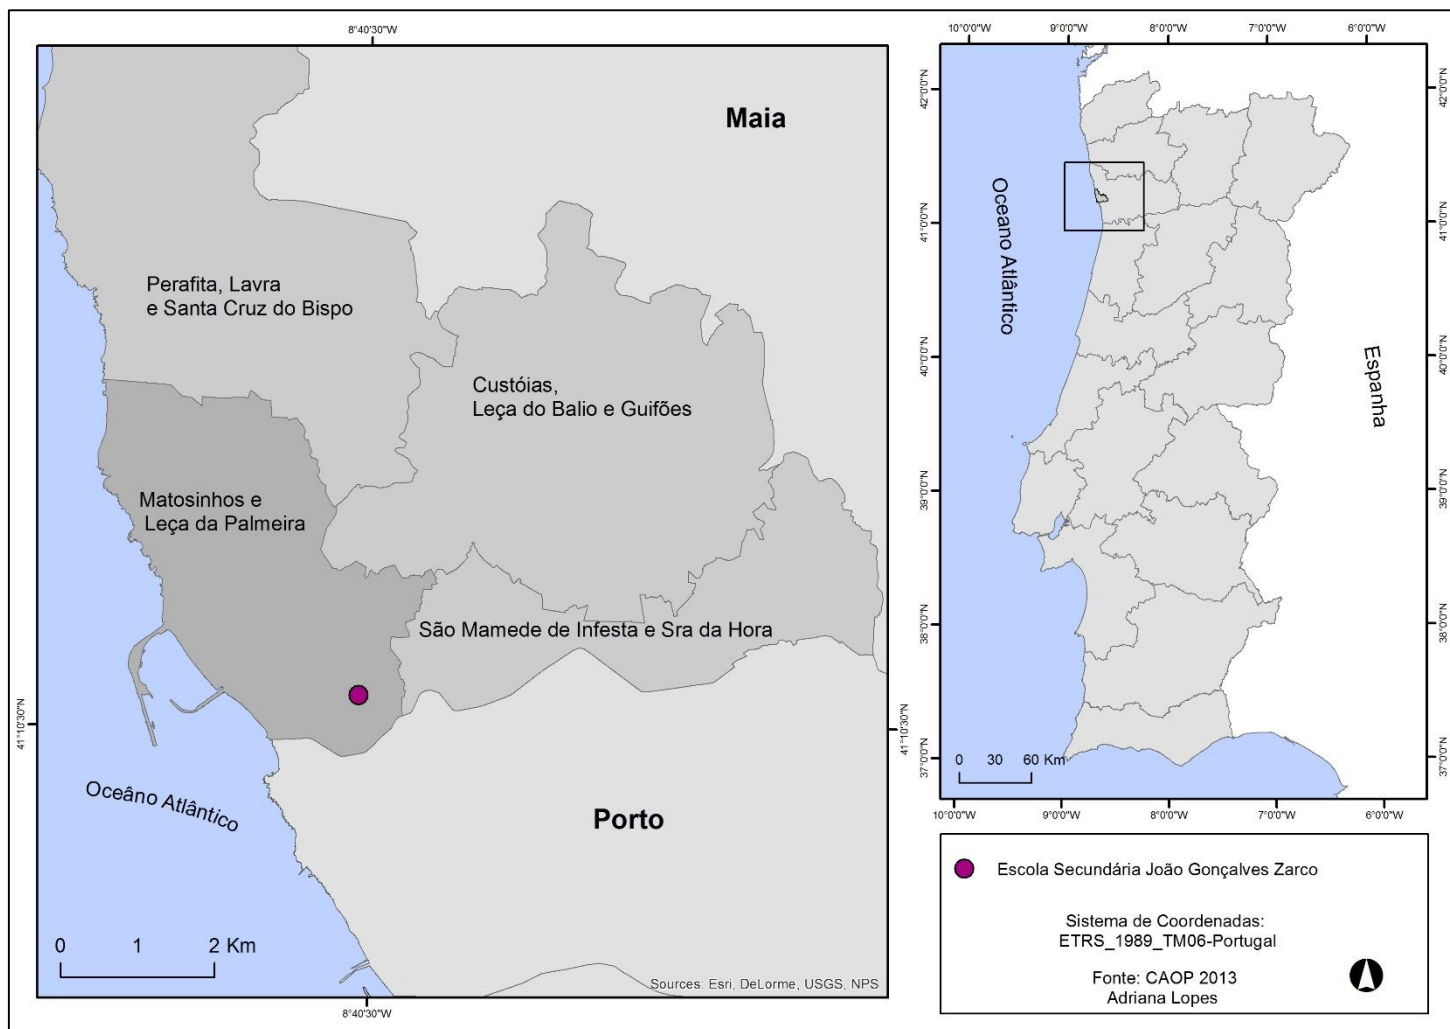 8°40'30"W
Maia
Perafita, Lavra
e Santa Cruz do Bispo
Custóias,
Leça do Balio e Guifões
Matosinhos e
Leça da Palmeira
São Mamede de Infesta e Sra da Hora
41°10'30"N
41°10'30"N
Oceâno Atlântico
Porto
0 1 2 Km
Sources: Esri, DeLorme, USGS, NPS
8°40'30"W
10°0'0"W 9°0'0"W 8°0'0"W 7°0'0"W 6°0'0"W
42°0'0"N
42°0'0"N
41°0'0"N
41°0'0"N
Oceano Atlântico
40°0'0"N
40°0'0"N
Espanha
39°0'0"N
39°0'0"N
38°0'0"N
38°0'0"N
37°0'0"N
37°0'0"N
0 30 60 Km
10°0'0"W 9°0'0"W 8°0'0"W 7°0'0"W 6°0'0"W
Escola Secundária João Gonçalves Zarco
Sistema de Coordenadas:
ETRS_1989_TM06-Portugal
Fonte: CAOP 2013
Adriana Lopes